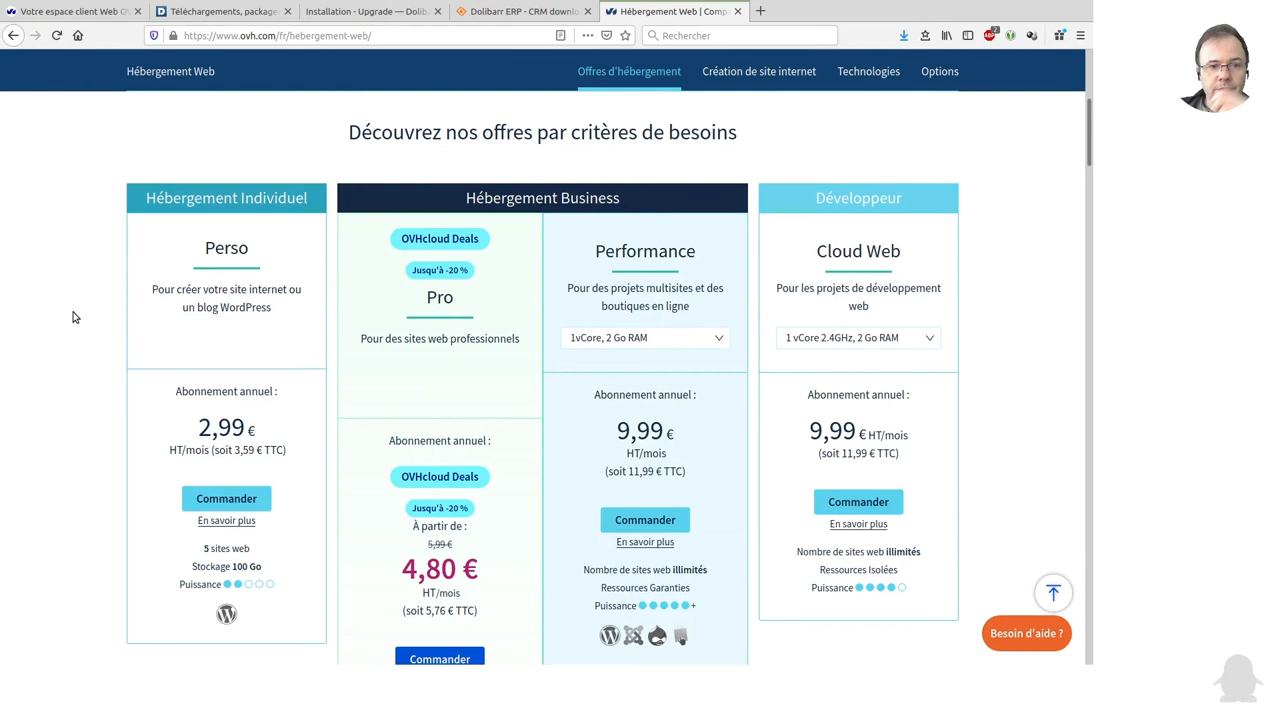 Votre espace client Web OV
Téléchargements, package
Installation - Upgrade — Dolib
Dolibarr ERP - CRM downlo
Hébergement Web | Comp
https://www.ovh.com/fr/hebergement-web/
Rechercher
Hébergement Web
Offres d'hébergement
Création de site internet
Technologies
Options
Découvrez nos offres par critères de besoins
Hébergement Individuel
Perso
Pour créer votre site internet ou
un blog WordPress
Abonnement annuel :
2,99 €
HT/mois (soit 3,59 € TTC)
Commander
En savoir plus
5 sites web
Stockage 100 Go
Puissance
Hébergement Business
OVHcloud Deals
Jusqu'à -20 %
Pro
Pour des sites web professionnels
Abonnement annuel :
OVHcloud Deals
Jusqu'à -20 %
À partir de :
5,99 €
4,80 €
HT/mois
(soit 5,76 € TTC)
Commander
Performance
Pour des projets multisites et des
boutiques en ligne
1vCore, 2 Go RAM
Abonnement annuel :
9,99 €
HT/mois
(soit 11,99 € TTC)
Commander
En savoir plus
Nombre de sites web illimités
Ressources Garanties
Puissance +
Développeur
Cloud Web
Pour les projets de développement
web
1 vCore 2.4GHz, 2 Go RAM
Abonnement annuel :
9,99 € HT/mois
(soit 11,99 € TTC)
Commander
En savoir plus
Nombre de sites web illimités
Ressources Isolées
Puissance
Besoin d'aide ?